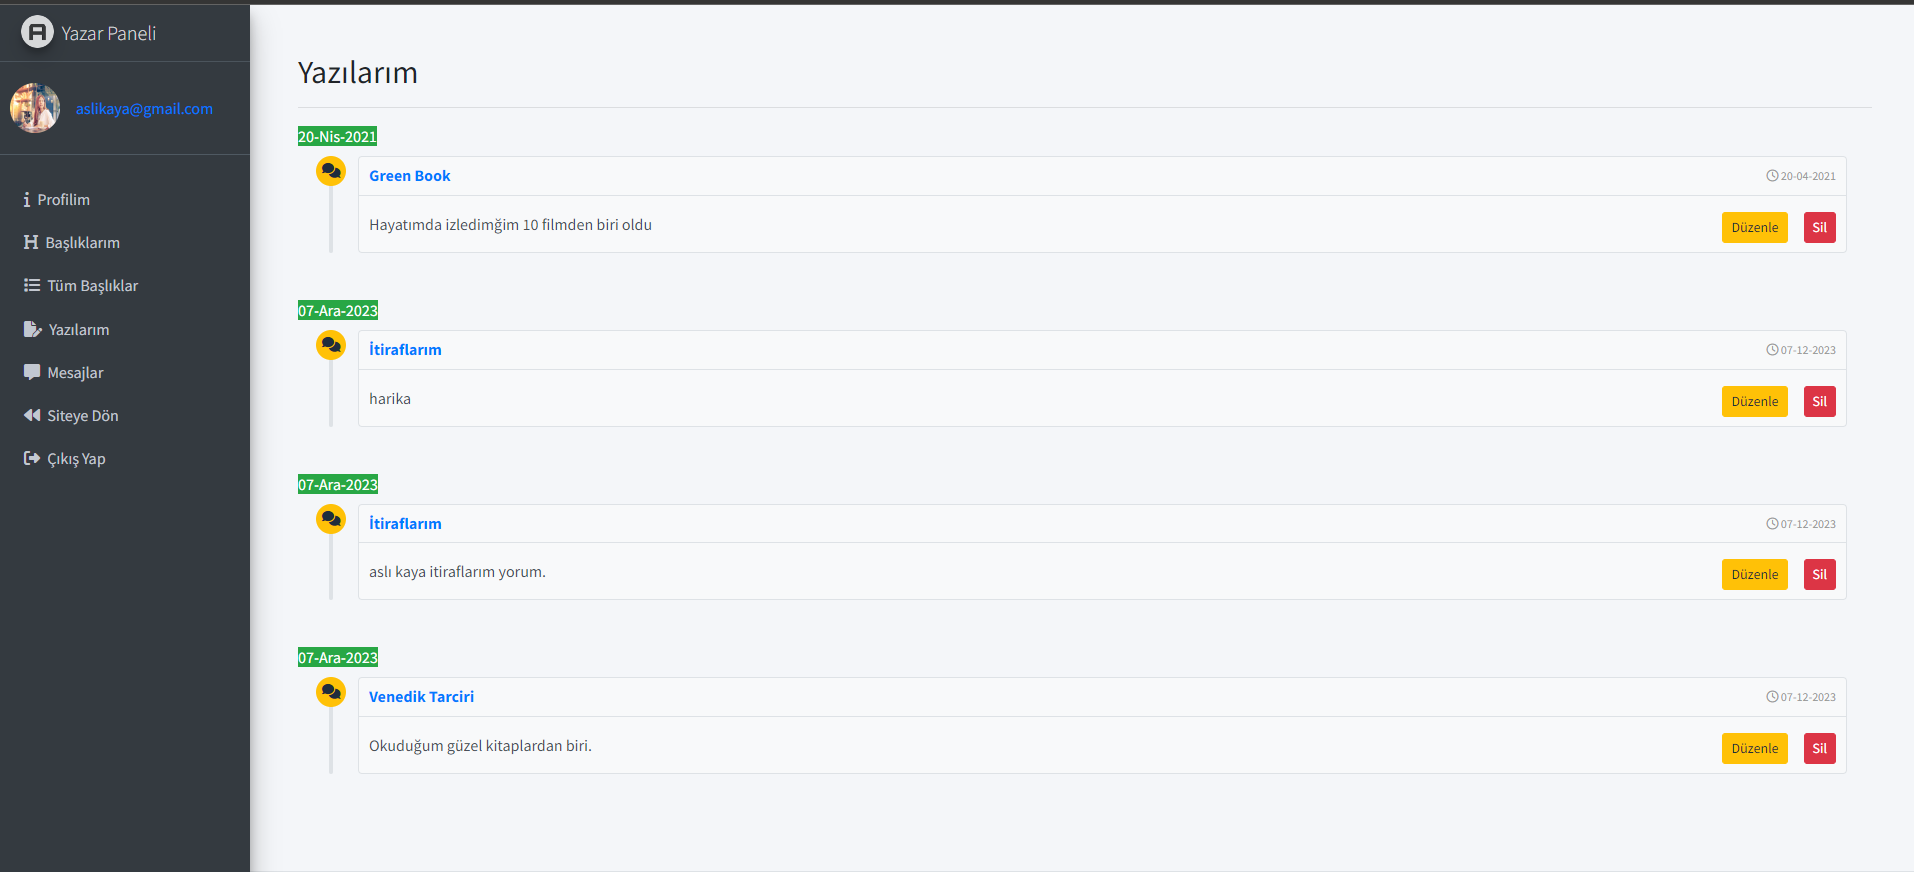 Yazar Paneli
aslikaya@gmail.com
Profilim
Başlıklarım
Tüm Başlıklar
Yazılarım
Mesajlar
Siteye Dön
Çıkış Yap
Yazılarım
20-Nis-2021
Green Book 20-04-2021
Hayatımda izledimğim 10 filmden biri oldu Düzenle Sil
07-Ara-2023
İtiraflarım 07-12-2023
harika Düzenle Sil
07-Ara-2023
İtiraflarım 07-12-2023
aslı kaya itiraflarım yorum. Düzenle Sil
07-Ara-2023
Venedik Tarciri 07-12-2023
Okuduğum güzel kitaplardan biri. Düzenle Sil